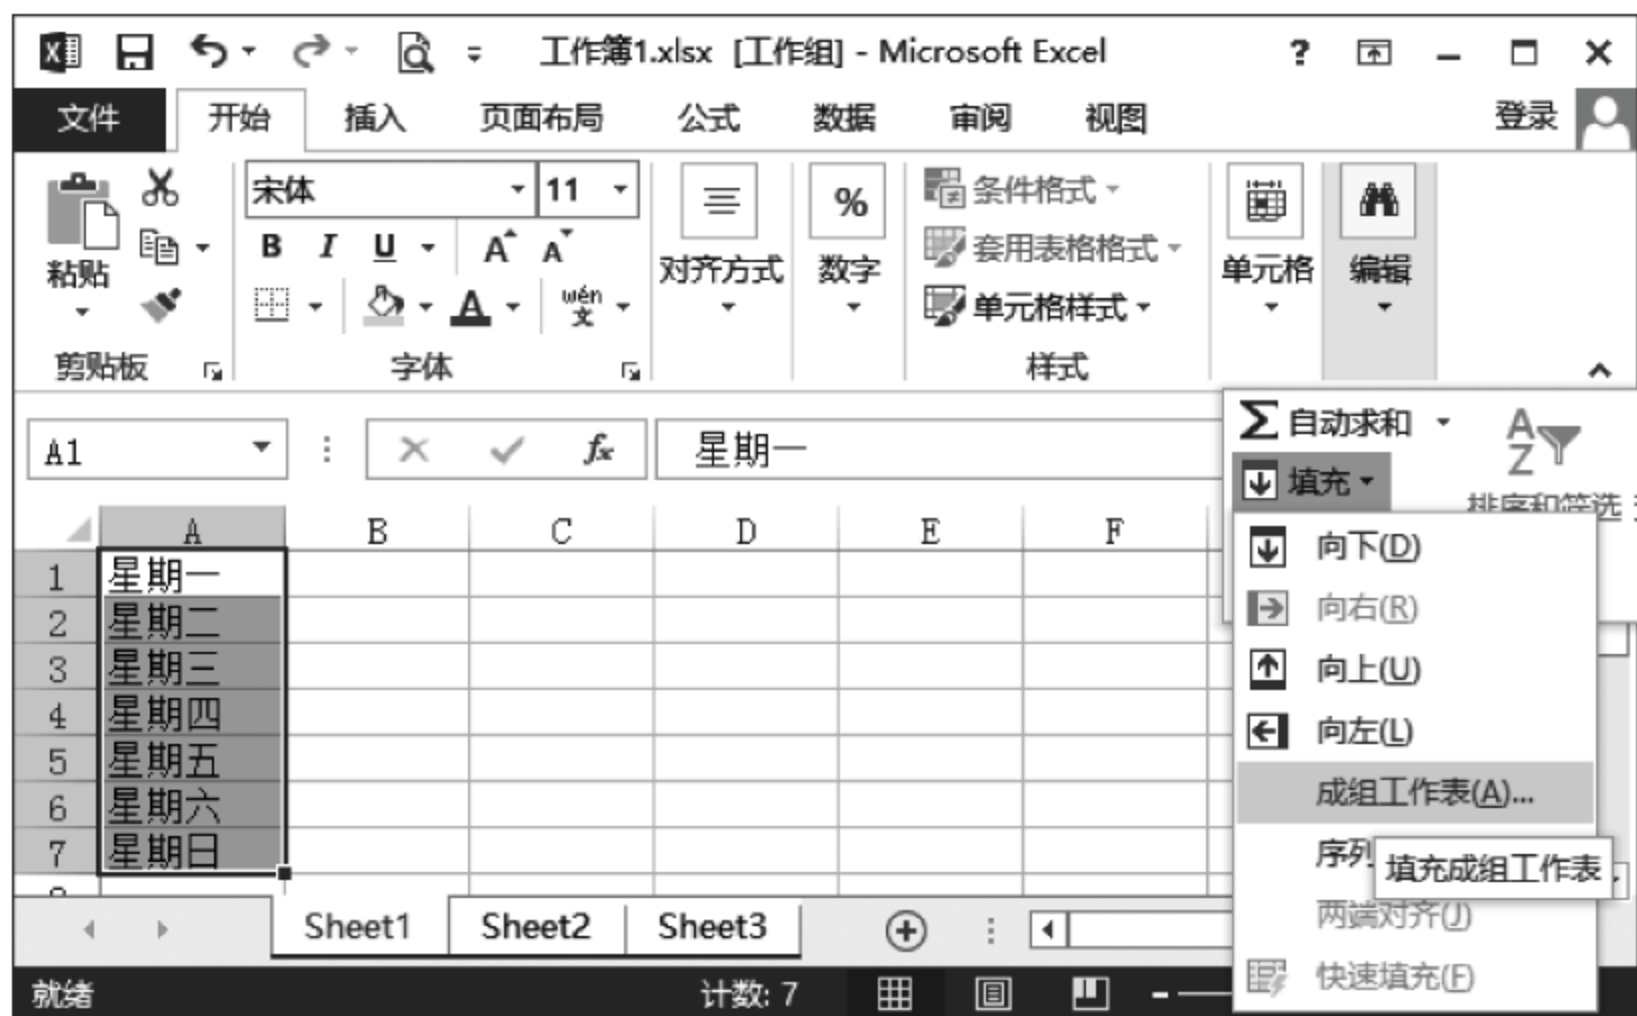 工作簿1.xlsx [工作组] - Microsoft Excel ?
文件 开始 插入 页面布局 公式 数据 审阅 视图 登录
粘贴
剪贴板
宋体 11
B I U A A
A wén 文
字体
对齐方式
%
数字
条件格式
套用表格格式
单元格样式
样式
单元格
编辑
A1 fx 星期一
Σ 自动求和
填充
A
Z
排序和筛选
向下(D)
向右(R)
向上(U)
向左(L)
成组工作表(A)...
序列
填充成组工作表
两端对齐(J)
快速填充(F)
A B C D E F
1 星期一
2 星期二
3 星期三
4 星期四
5 星期五
6 星期六
7 星期日
Sheet1 Sheet2 Sheet3
就绪 计数: 7